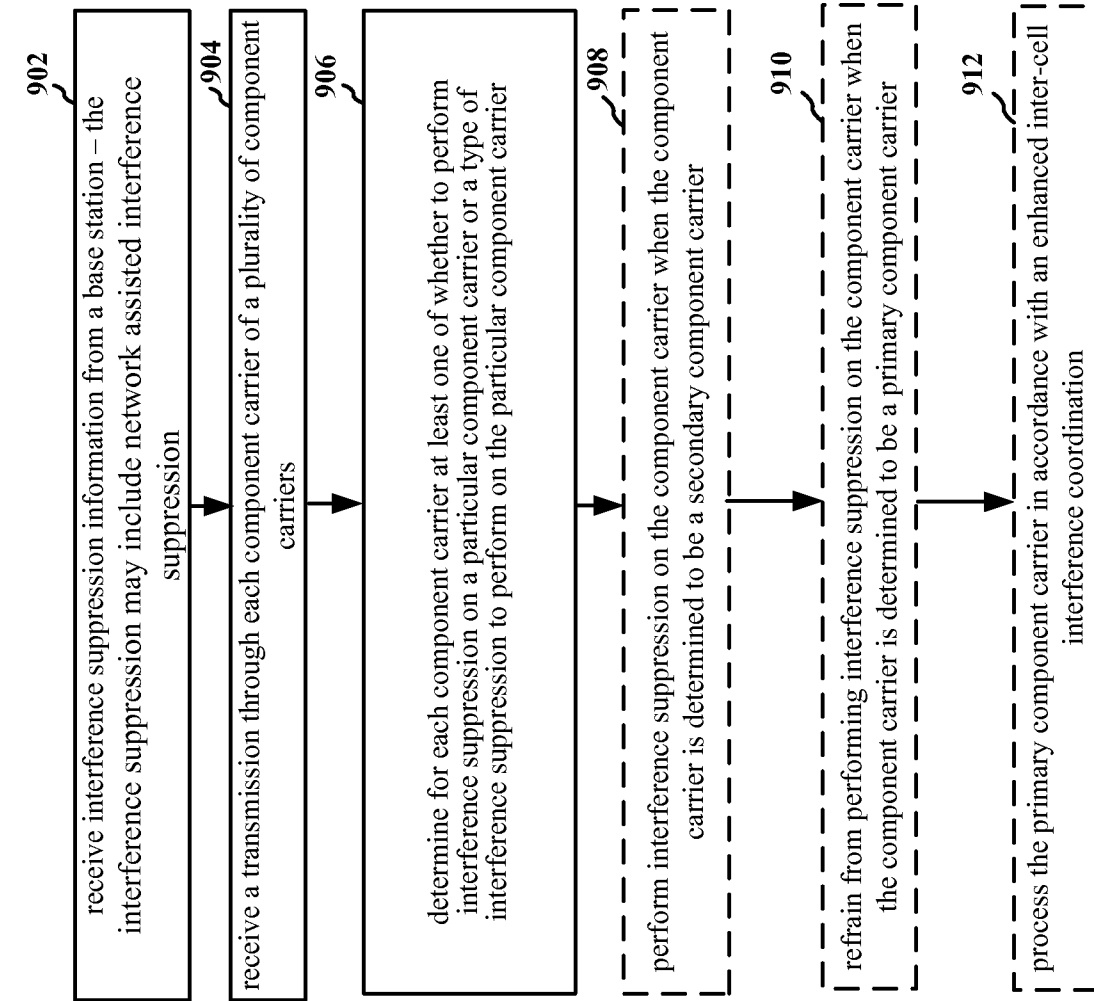 902
receive interference suppression information from a base station – the
interference suppression may include network assisted interference
suppression
904
receive a transmission through each component carrier of a plurality of component
carriers
906
determine for each component carrier at least one of whether to perform
interference suppression on a particular component carrier or a type of
interference suppression to perform on the particular component carrier
908
perform interference suppression on the component carrier when the component
carrier is determined to be a secondary component carrier
910
refrain from performing interference suppression on the component carrier when
the component carrier is determined to be a primary component carrier
912
process the primary component carrier in accordance with an enhanced inter-cell
interference coordination